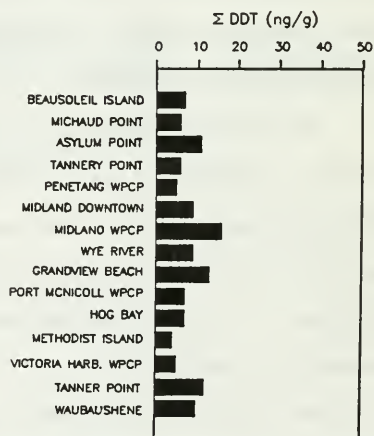 Σ DDT (ng/g)
0 10 20 30 40 50
BEAUSOLEIL ISLAND
MICHAUD POINT
ASYLUM POINT
TANNERY POINT
PENETANG WPCP
MIDLAND DOWNTOWN
MIDLAND WPCP
WYE RIVER
GRANDVIEW BEACH
PORT MCNICOLL WPCP
HOG BAY
METHODIST ISLAND
VICTORIA HARB. WPCP
TANNER POINT
WAUBAUSHENE